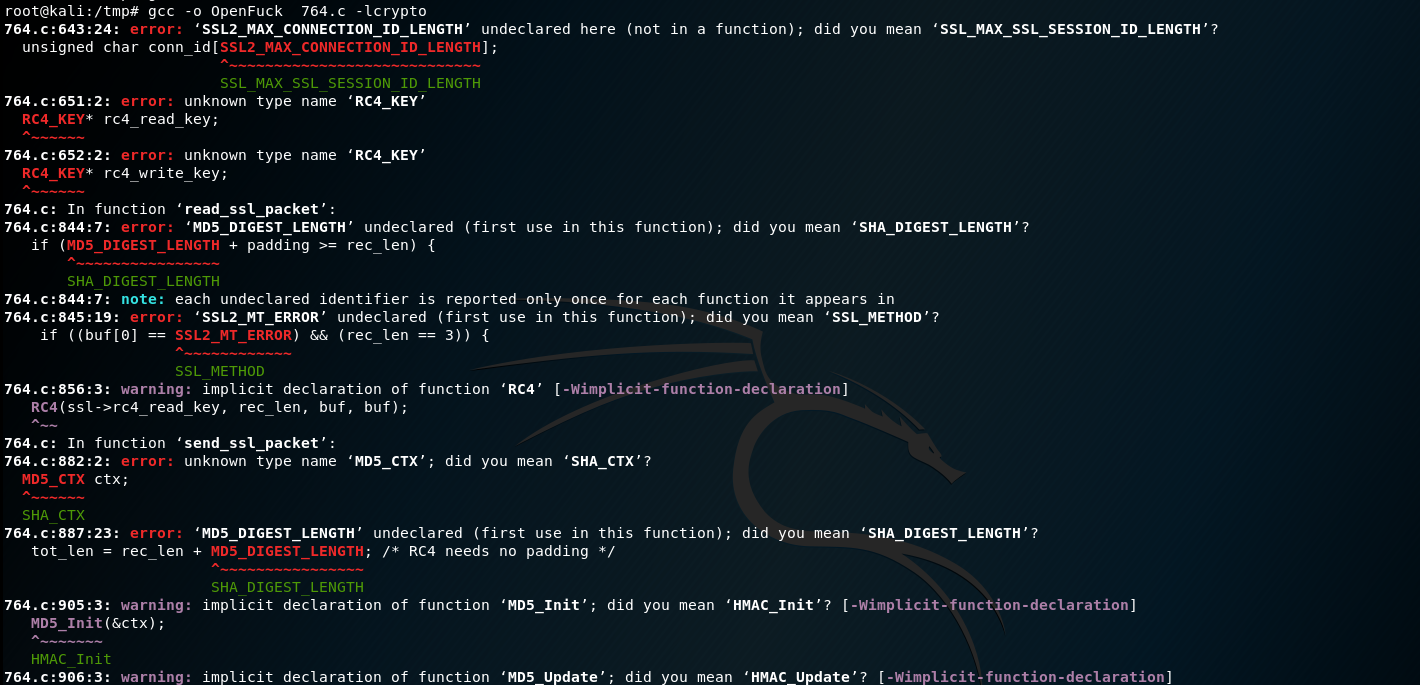 root@kali:/tmp# gcc -o OpenFuck  764.c -lcrypto
764.c:643:24: error: ‘SSL2_MAX_CONNECTION_ID_LENGTH’ undeclared here (not in a function); did you mean ‘SSL_MAX_SSL_SESSION_ID_LENGTH’?
  unsigned char conn_id[SSL2_MAX_CONNECTION_ID_LENGTH];
                        ^~~~~~~~~~~~~~~~~~~~~~~~~~~~~
                        SSL_MAX_SSL_SESSION_ID_LENGTH
764.c:651:2: error: unknown type name ‘RC4_KEY’
  RC4_KEY* rc4_read_key;
  ^~~~~~~
764.c:652:2: error: unknown type name ‘RC4_KEY’
  RC4_KEY* rc4_write_key;
  ^~~~~~~
764.c: In function ‘read_ssl_packet’:
764.c:844:7: error: ‘MD5_DIGEST_LENGTH’ undeclared (first use in this function); did you mean ‘SHA_DIGEST_LENGTH’?
   if (MD5_DIGEST_LENGTH + padding >= rec_len) {
       ^~~~~~~~~~~~~~~~~
       SHA_DIGEST_LENGTH
764.c:844:7: note: each undeclared identifier is reported only once for each function it appears in
764.c:845:19: error: ‘SSL2_MT_ERROR’ undeclared (first use in this function); did you mean ‘SSL_METHOD’?
    if ((buf[0] == SSL2_MT_ERROR) && (rec_len == 3)) {
                   ^~~~~~~~~~~~~
                   SSL_METHOD
764.c:856:3: warning: implicit declaration of function ‘RC4’ [-Wimplicit-function-declaration]
   RC4(ssl->rc4_read_key, rec_len, buf, buf);
   ^~~
764.c: In function ‘send_ssl_packet’:
764.c:882:2: error: unknown type name ‘MD5_CTX’; did you mean ‘SHA_CTX’?
  MD5_CTX ctx;
  ^~~~~~~
  SHA_CTX
764.c:887:23: error: ‘MD5_DIGEST_LENGTH’ undeclared (first use in this function); did you mean ‘SHA_DIGEST_LENGTH’?
   tot_len = rec_len + MD5_DIGEST_LENGTH; /* RC4 needs no padding */
                       ^~~~~~~~~~~~~~~~~
                       SHA_DIGEST_LENGTH
764.c:905:3: warning: implicit declaration of function ‘MD5_Init’; did you mean ‘HMAC_Init’? [-Wimplicit-function-declaration]
   MD5_Init(&ctx);
   ^~~~~~~~
   HMAC_Init
764.c:906:3: warning: implicit declaration of function ‘MD5_Update’; did you mean ‘HMAC_Update’? [-Wimplicit-function-declaration]